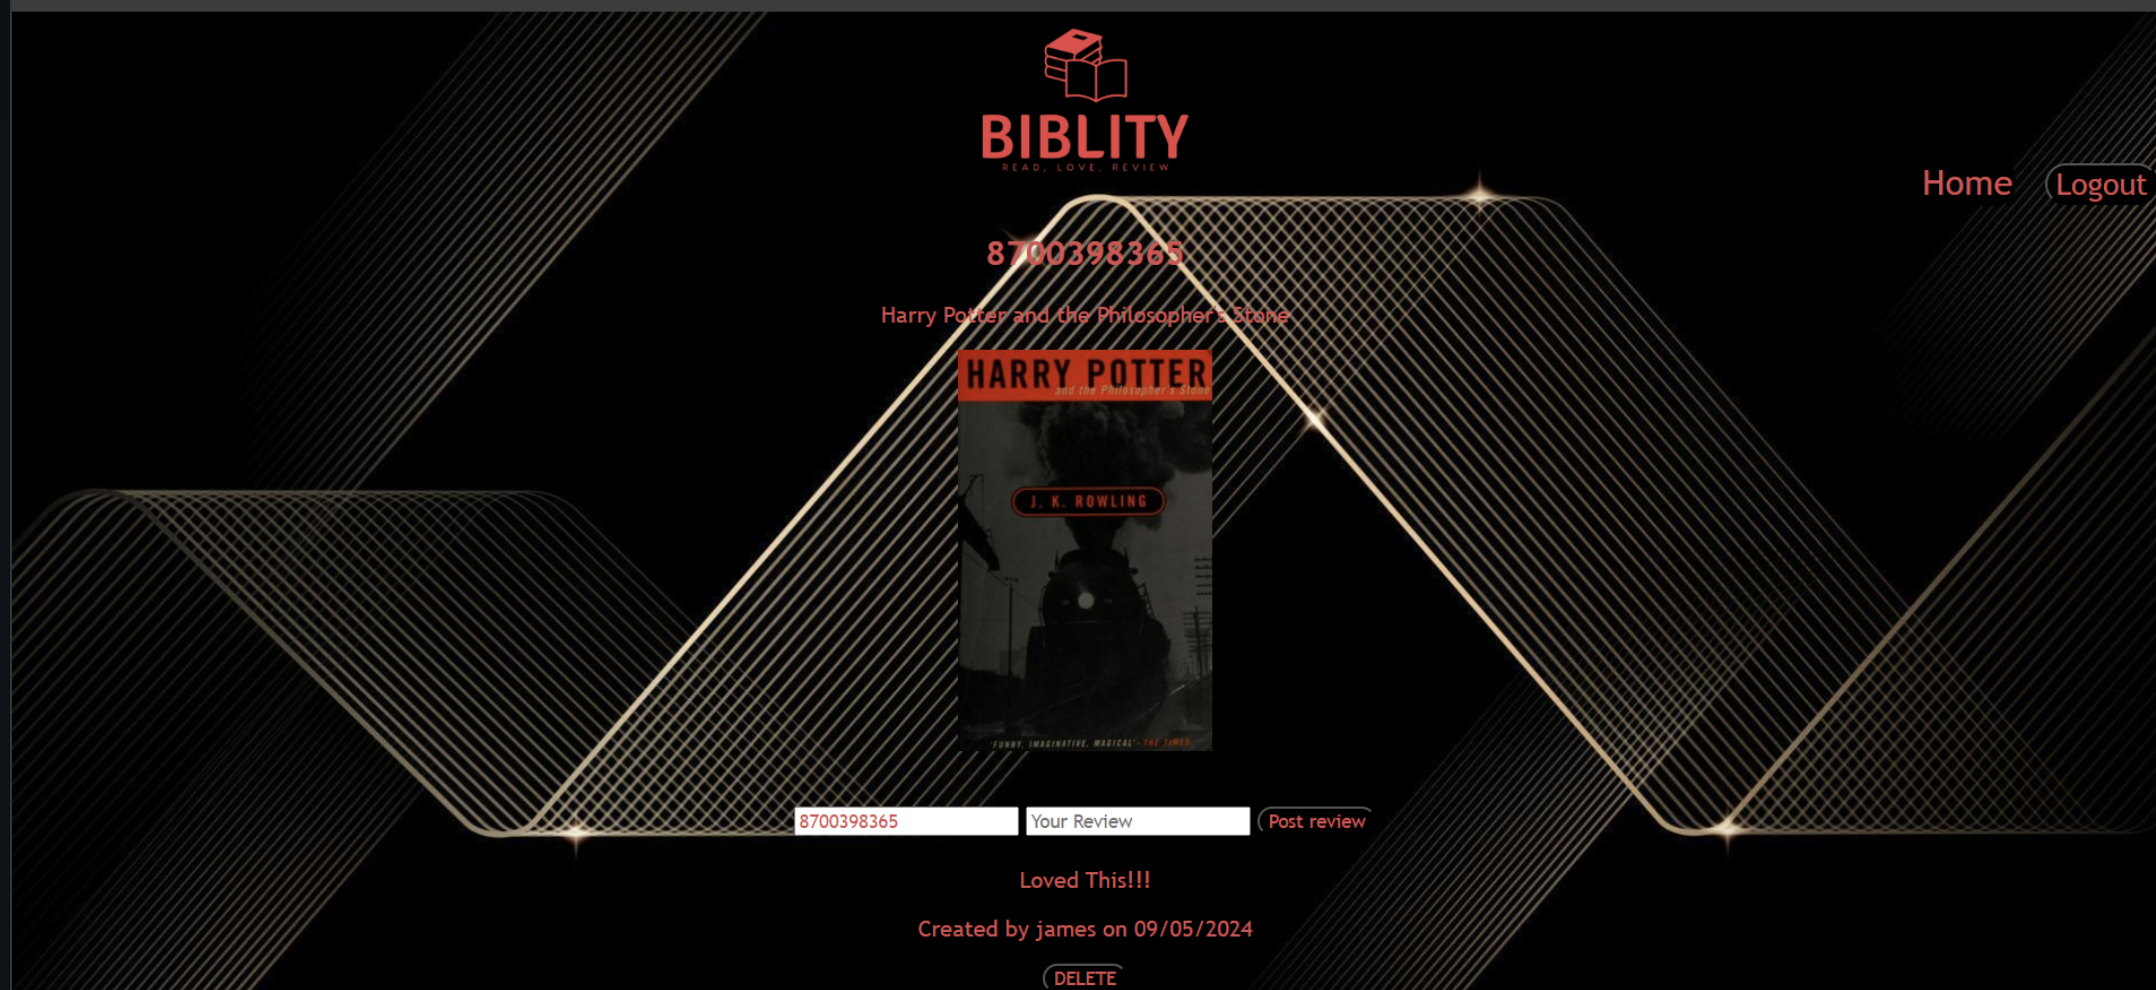 BIBLITY
READ, LOVE, REVIEW
Home
Logout
8700398365
Harry Potter and the Philosopher's Stone
HARRY POTTER
and the Philosopher's Stone
J. K. ROWLING
'FUNNY, IMAGINATIVE, MAGICAL' - THE TIMES
8700398365
Your Review
Post review
Loved This!!!
Created by james on 09/05/2024
DELETE